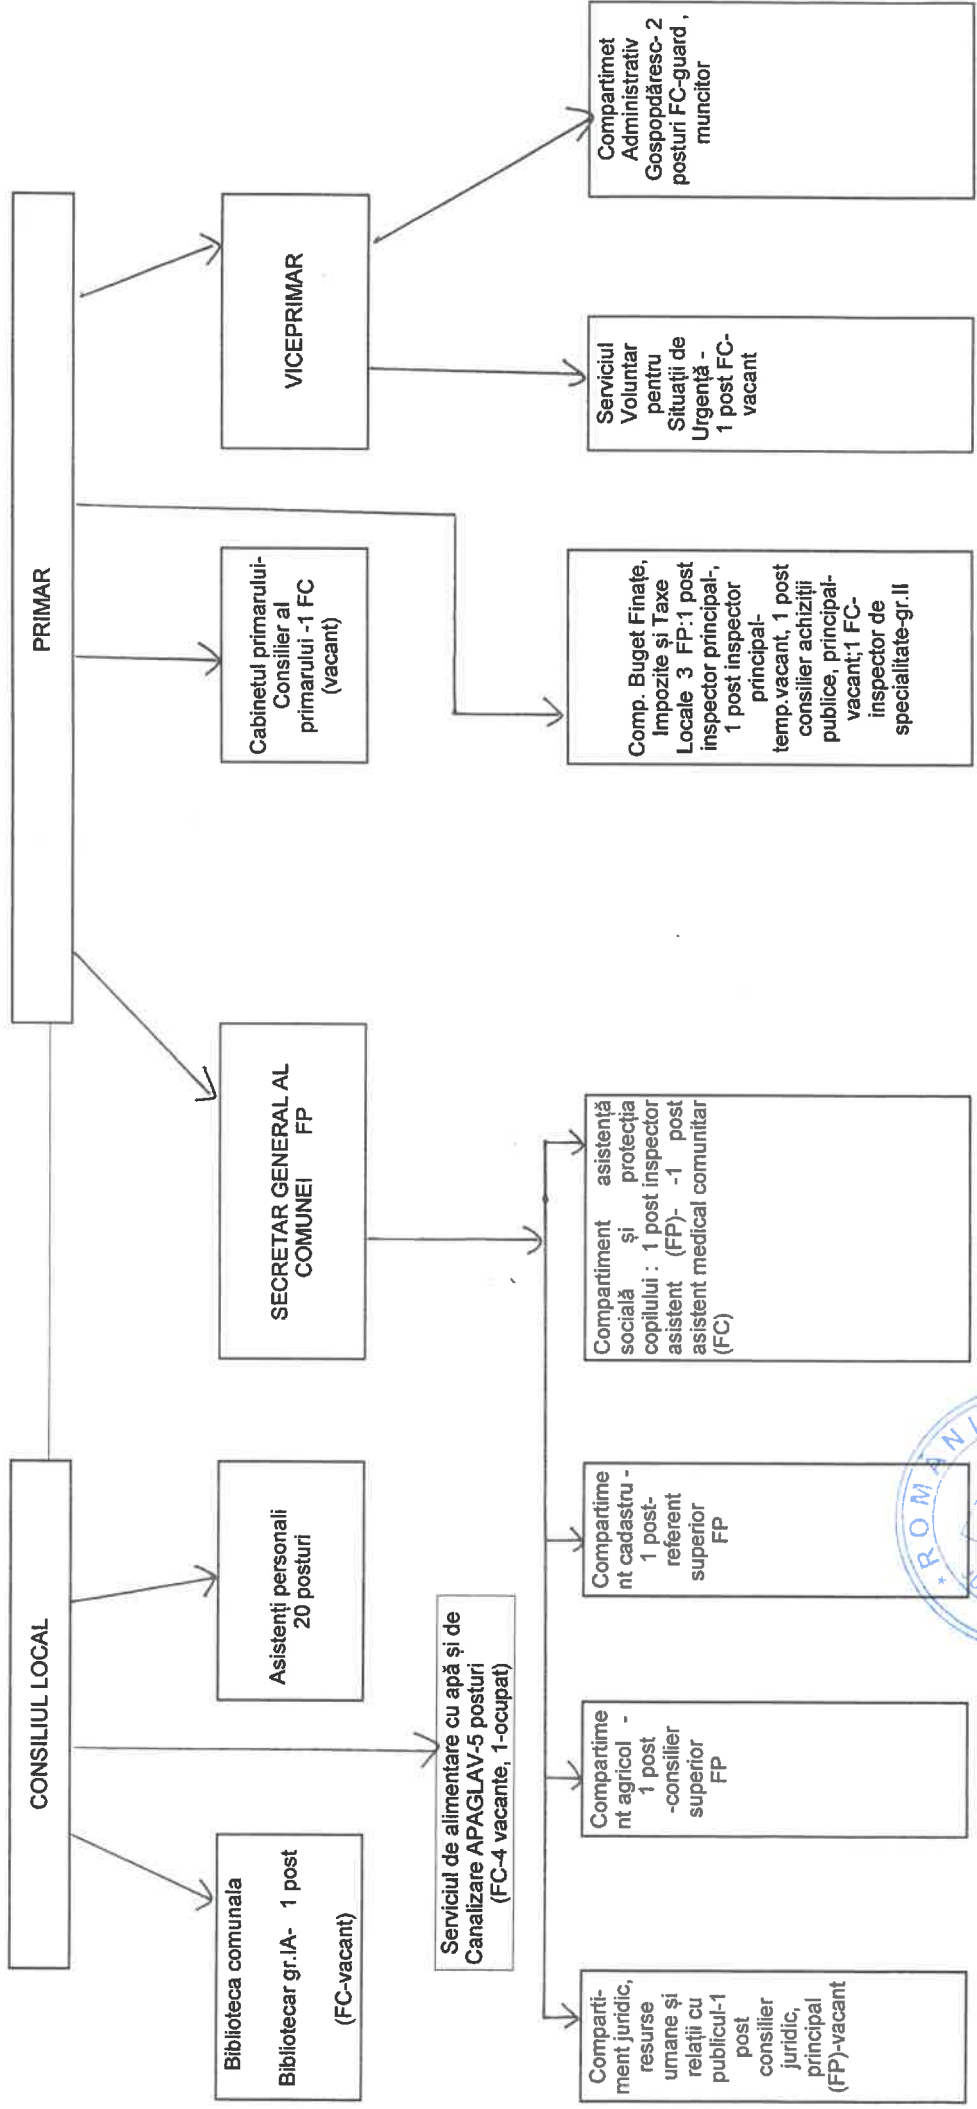 CONSILIUL LOCAL
PRIMAR
Biblioteca comunala
Bibliotecar gr.IA- 1 post
(FC-vacant)
Asistenți personali
20 posturi
Serviciul de alimentare cu apă și de
Canalizare APAGLAV-5 posturi
(FC-4 vacante, 1-ocupat)
SECRETAR GENERAL AL
COMUNEI FP
Cabinetul primarului-
Consilier al
primarului -1 FC
(vacant)
VICEPRIMAR
Comparti-
ment juridic,
resurse
umane și
relații cu
publicul-1
post
consilier
juridic,
principal
(FP)-vacant
Compartime
nt agricol -
1 post
-consilier
superior
FP
Compartime
nt cadastru -
1 post-
referent
superior
FP
Compartiment asistență
socială și protecția
copilului : 1 post inspector
asistent (FP)- -1 post
asistent medical comunitar
(FC)
Comp. Buget Finațe,
Impozite și Taxe
Locale 3 FP:1 post
inspector principal-,
1 post inspector
principal-
temp.vacant, 1 post
consilier achiziții
publice, principal-
vacant;1 FC-
inspector de
specialitate-gr.II
Serviciul
Voluntar
pentru
Situații de
Urgență -
1 post FC-
vacant
Compartimet
Administrativ
Gospopdăresc- 2
posturi FC-guard ,
muncitor